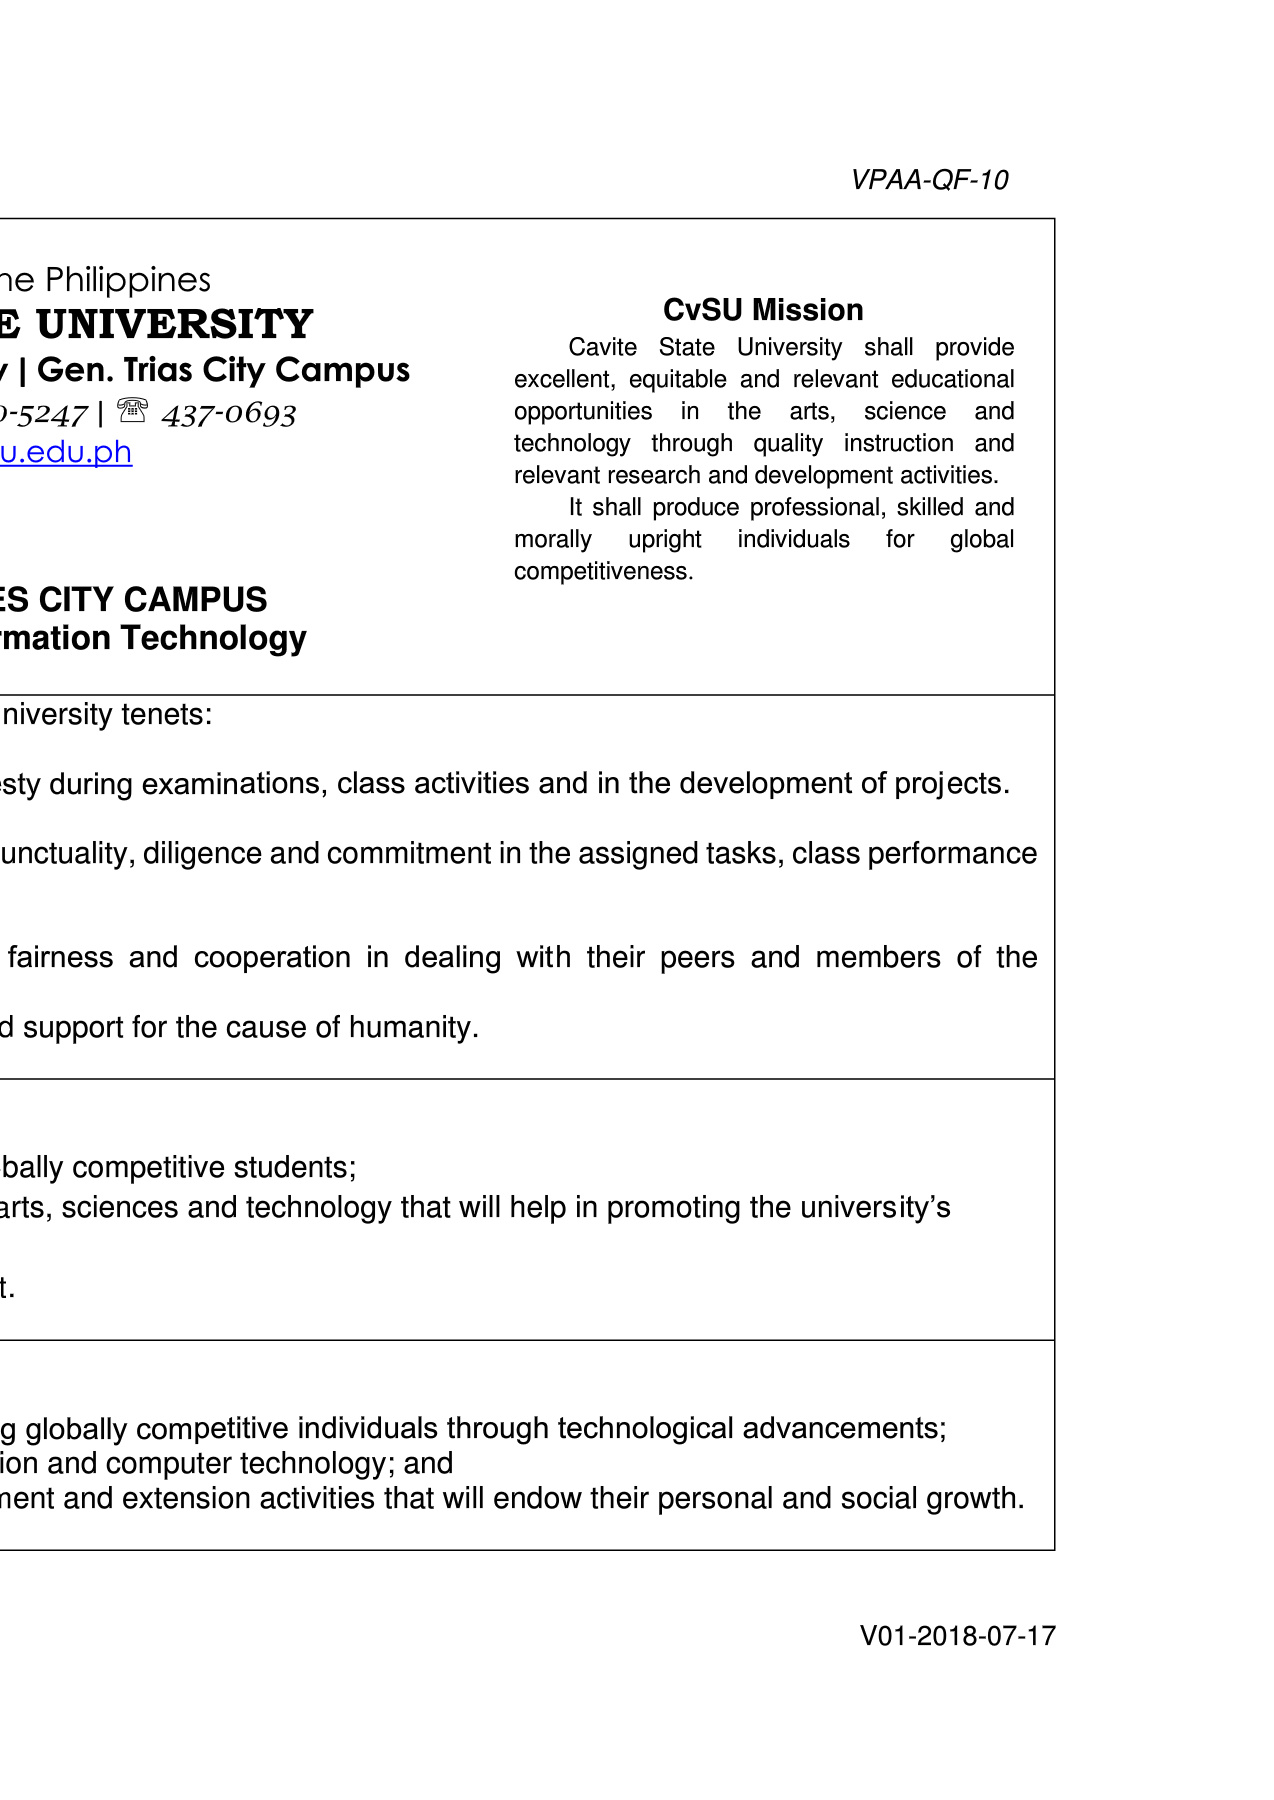 VPAA-QF-10
ne Philippines
E UNIVERSITY
y | Gen. Trias City Campus
0-5247 | ☏ 437-0693
u.edu.ph
ES CITY CAMPUS
rmation Technology
CvSU Mission
Cavite State University shall provide
excellent, equitable and relevant educational
opportunities in the arts, science and
technology through quality instruction and
relevant research and development activities.
It shall produce professional, skilled and
morally upright individuals for global
competitiveness.
niversity tenets:
esty during examinations, class activities and in the development of projects.
unctuality, diligence and commitment in the assigned tasks, class performance
fairness and cooperation in dealing with their peers and members of the
d support for the cause of humanity.
bally competitive students;
arts, sciences and technology that will help in promoting the university’s
t.
g globally competitive individuals through technological advancements;
ion and computer technology; and
ment and extension activities that will endow their personal and social growth.
V01-2018-07-17